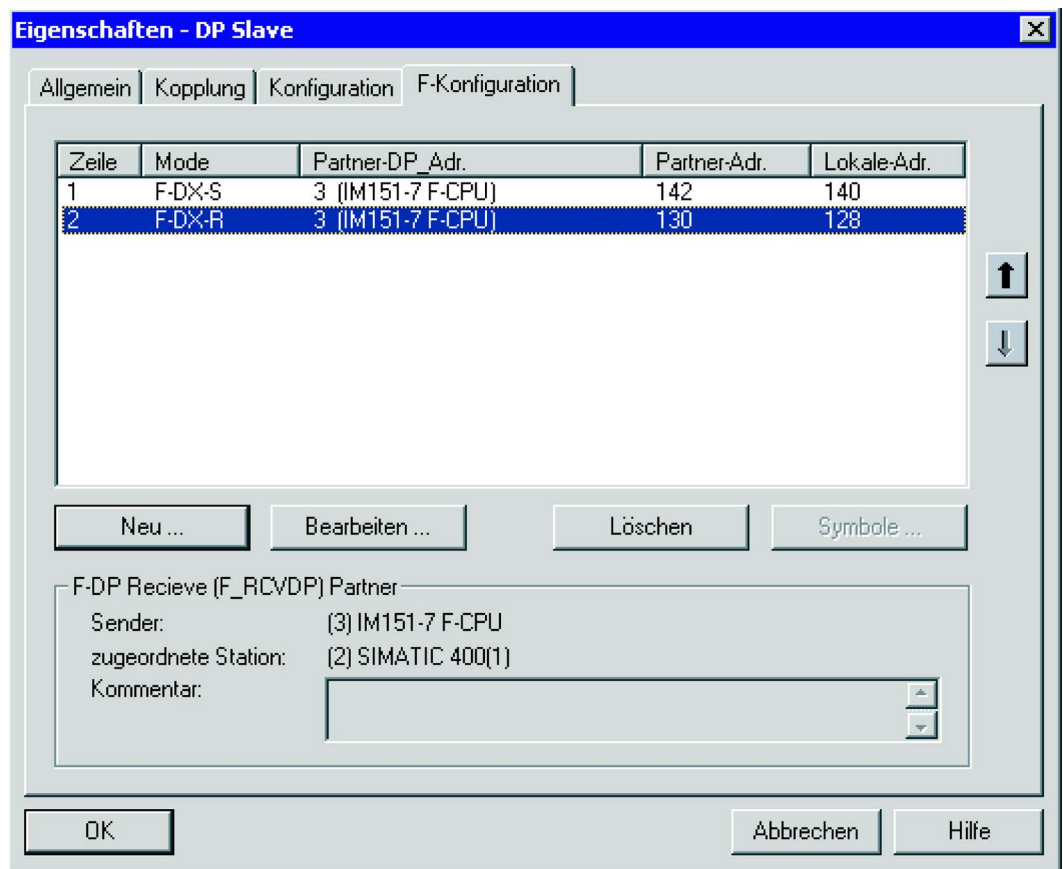 Eigenschaften - DP Slave
Allgemein Kopplung Konfiguration F-Konfiguration
Zeile Mode Partner-DP_Adr. Partner-Adr. Lokale-Adr.
1 F-DX-S 3 (IM151-7 F-CPU) 142 140
2 F-DX-R 3 (IM151-7 F-CPU) 130 128
Neu ... Bearbeiten ... Löschen Symbole ...
F-DP Recieve (F_RCVDP) Partner
Sender: (3) IM151-7 F-CPU
zugeordnete Station: (2) SIMATIC 400(1)
Kommentar:
OK Abbrechen Hilfe